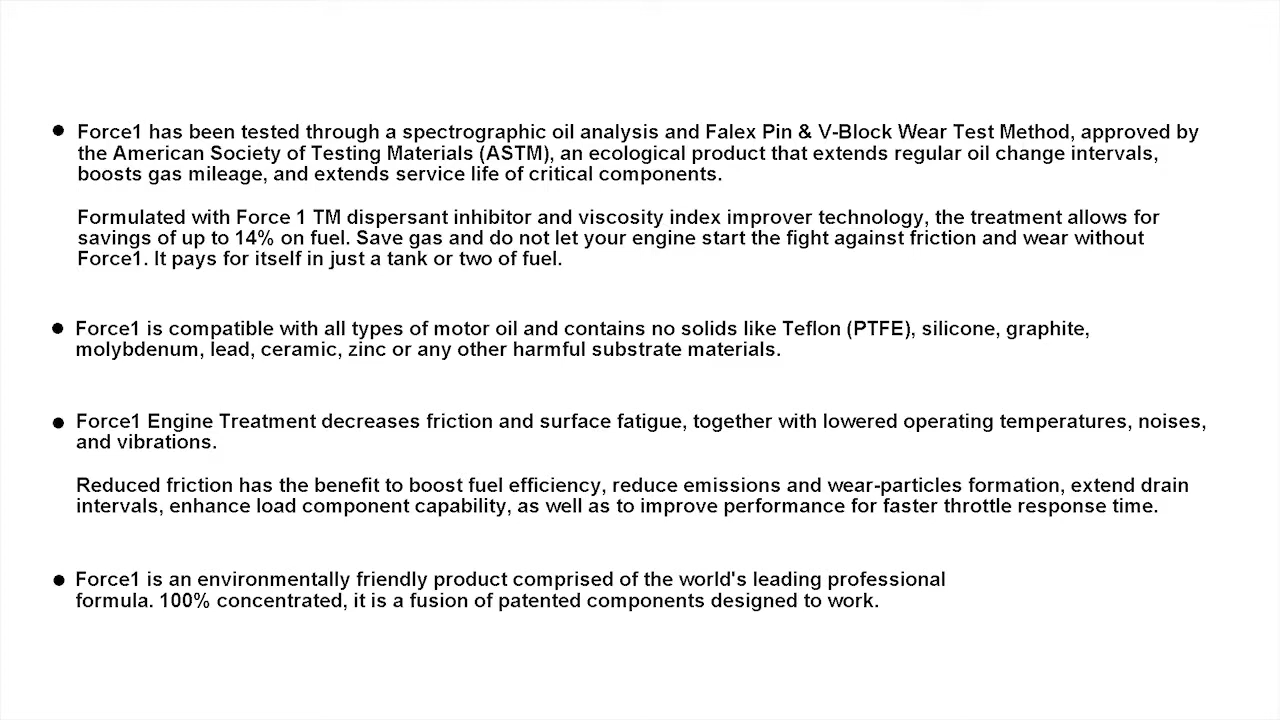 ● Force1 has been tested through a spectrographic oil analysis and Falex Pin & V-Block Wear Test Method, approved by
the American Society of Testing Materials (ASTM), an ecological product that extends regular oil change intervals,
boosts gas mileage, and extends service life of critical components.
Formulated with Force 1 TM dispersant inhibitor and viscosity index improver technology, the treatment allows for
savings of up to 14% on fuel. Save gas and do not let your engine start the fight against friction and wear without
Force1. It pays for itself in just a tank or two of fuel.
● Force1 is compatible with all types of motor oil and contains no solids like Teflon (PTFE), silicone, graphite,
molybdenum, lead, ceramic, zinc or any other harmful substrate materials.
● Force1 Engine Treatment decreases friction and surface fatigue, together with lowered operating temperatures, noises,
and vibrations.
Reduced friction has the benefit to boost fuel efficiency, reduce emissions and wear-particles formation, extend drain
intervals, enhance load component capability, as well as to improve performance for faster throttle response time.
● Force1 is an environmentally friendly product comprised of the world's leading professional
formula. 100% concentrated, it is a fusion of patented components designed to work.